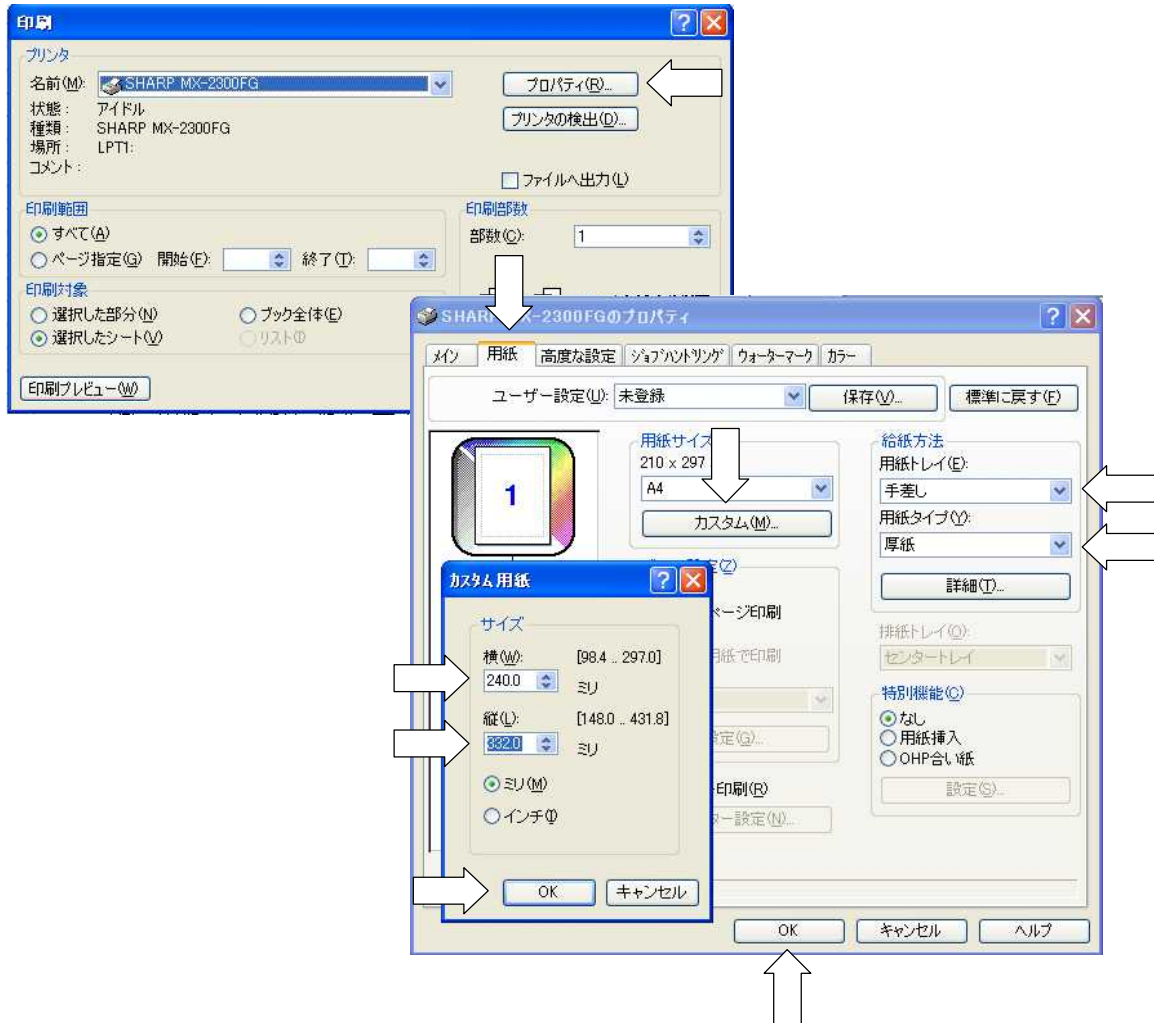 印刷
プリンタ
名前(M): SHARP MX-2300FG
プロパティ(R)...
状態: アイドル
種類: SHARP MX-2300FG
プリンタの検出(D)...
場所: LPT1:
コメント:
ファイルへ出力(L)
印刷範囲
すべて(A)
ページ指定(G) 開始(F): 終了(T):
印刷部数
部数(C): 1
印刷対象
選択した部分(N) ブック全体(E)
選択したシート(V) リスト(I)
印刷プレビュー(W)
2300FGのプロパティ
メイン 用紙 高度な設定 ジョブハンドリング ウォーターマーク カラー
ユーザー設定(U): 未登録 保存(V)... 標準に戻す(F)
1
用紙サイズ
210 x 297
A4
カスタム(M)...
給紙方法
用紙トレイ(E):
手差し
用紙タイプ(Y):
厚紙
詳細(T)...
(Z)
ページ印刷
用紙で印刷
設定(G)...
印刷(R)
設定(N)...
排紙トレイ(O):
センタートレイ
特別機能(C)
なし
用紙挿入
OHP合い紙
設定(S)...
カスタム用紙
サイズ
横(W): [98.4 .. 297.0]
240.0 ミリ
縦(L): [148.0 .. 431.8]
332.0 ミリ
ミリ(M)
インチ(I)
OK キャンセル
OK キャンセル ヘルプ